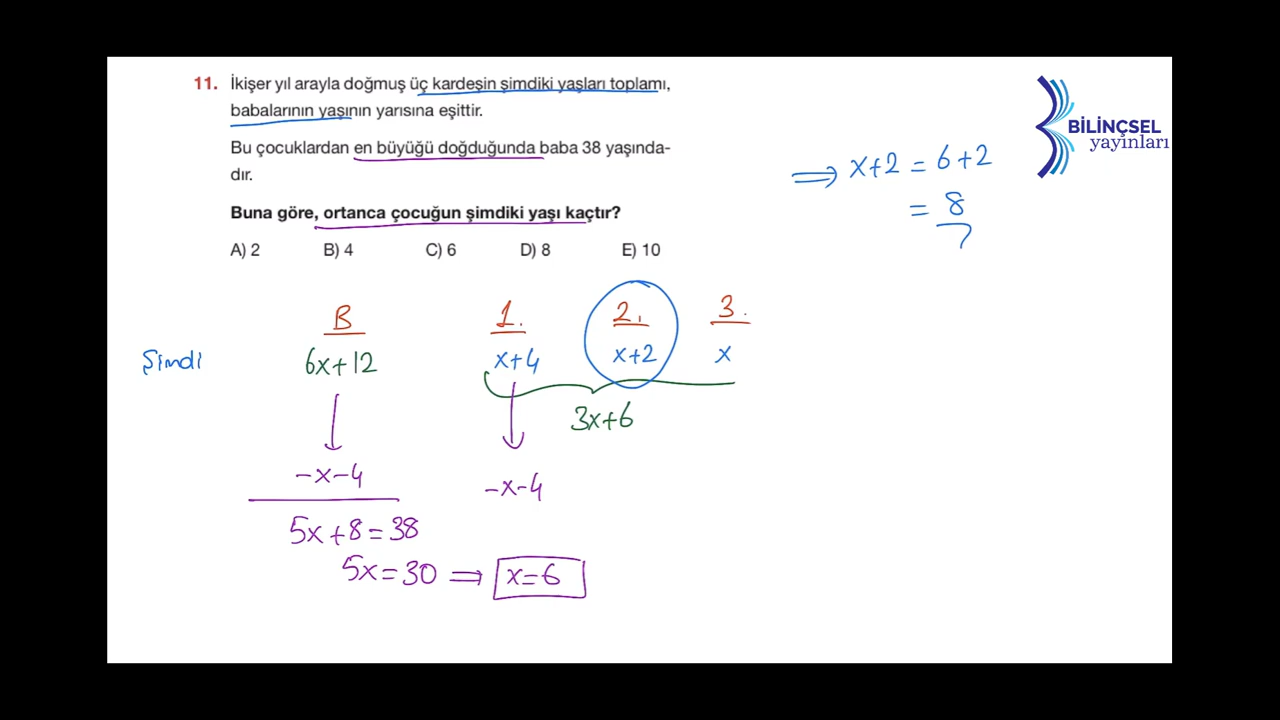 11. İkişer yıl arayla doğmuş üç kardeşin şimdiki yaşları toplamı,
babalarının yaşının yarısına eşittir.
Bu çocuklardan en büyüğü doğduğunda baba 38 yaşında-
dır.
Buna göre, ortanca çocuğun şimdiki yaşı kaçtır?
A) 2 B) 4 C) 6 D) 8 E) 10
BİLİNÇSEL
yayınları
⇒ x+2 = 6+2
= 8
B 1. 2. 3.
Şimdi 6x+12 x+4 x+2 x
3x+6
-x-4 -x-4
5x+8=38
5x=30 ⇒ x=6